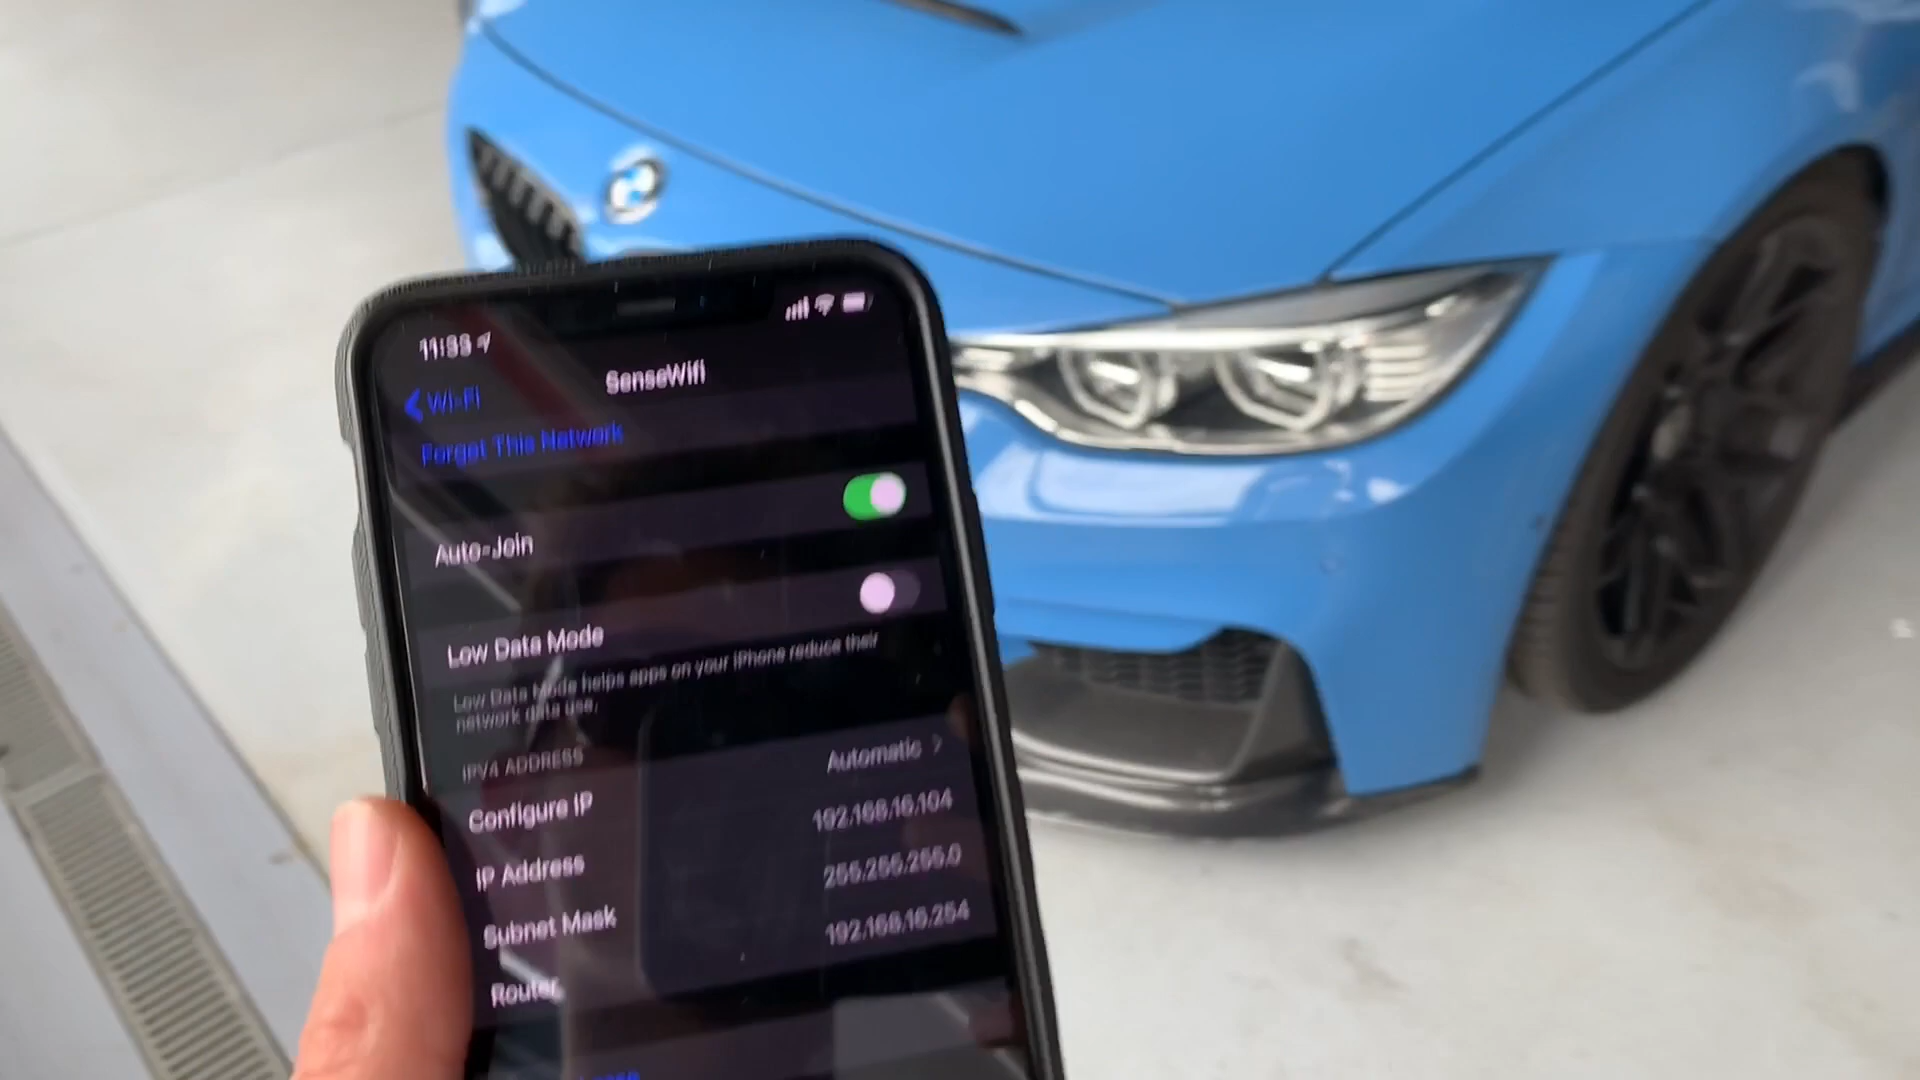 11:33
SenseWifi
Wi-Fi
Forget This Network
Auto-Join
Low Data Mode
Low Data Mode helps apps on your iPhone reduce their
network data use.
IPV4 ADDRESS
Configure IP Automatic
IP Address 192.168.16.104
Subnet Mask 255.255.255.0
Router 192.168.16.254